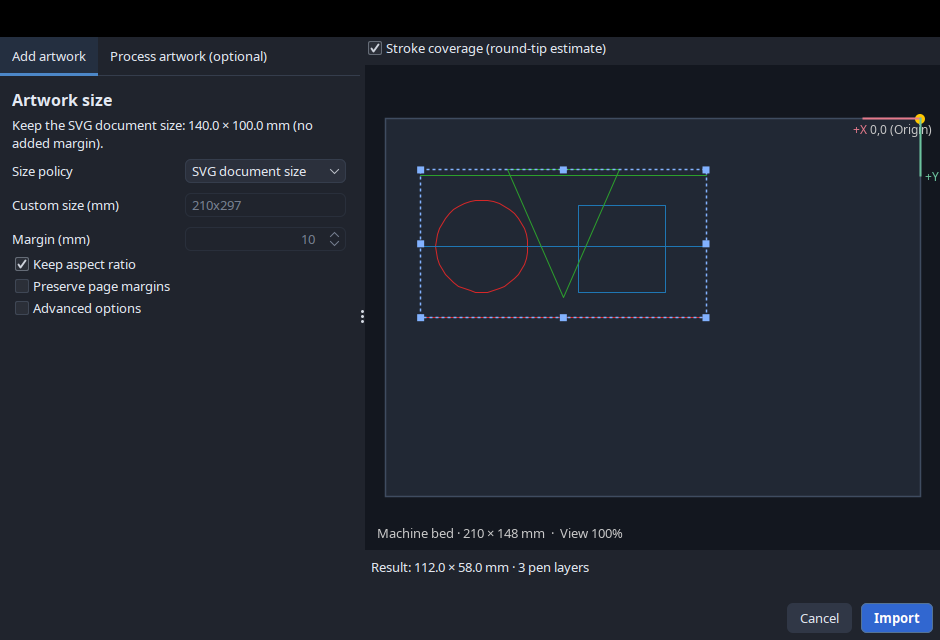 Add artwork
Process artwork (optional)
Stroke coverage (round-tip estimate)
Artwork size
Keep the SVG document size: 140.0 × 100.0 mm (no
added margin).
Size policy
SVG document size
Custom size (mm)
210x297
Margin (mm)
10
Keep aspect ratio
Preserve page margins
Advanced options
+X 0,0 (Origin)
+Y
Machine bed · 210 × 148 mm · View 100%
Result: 112.0 × 58.0 mm · 3 pen layers
Cancel
Import